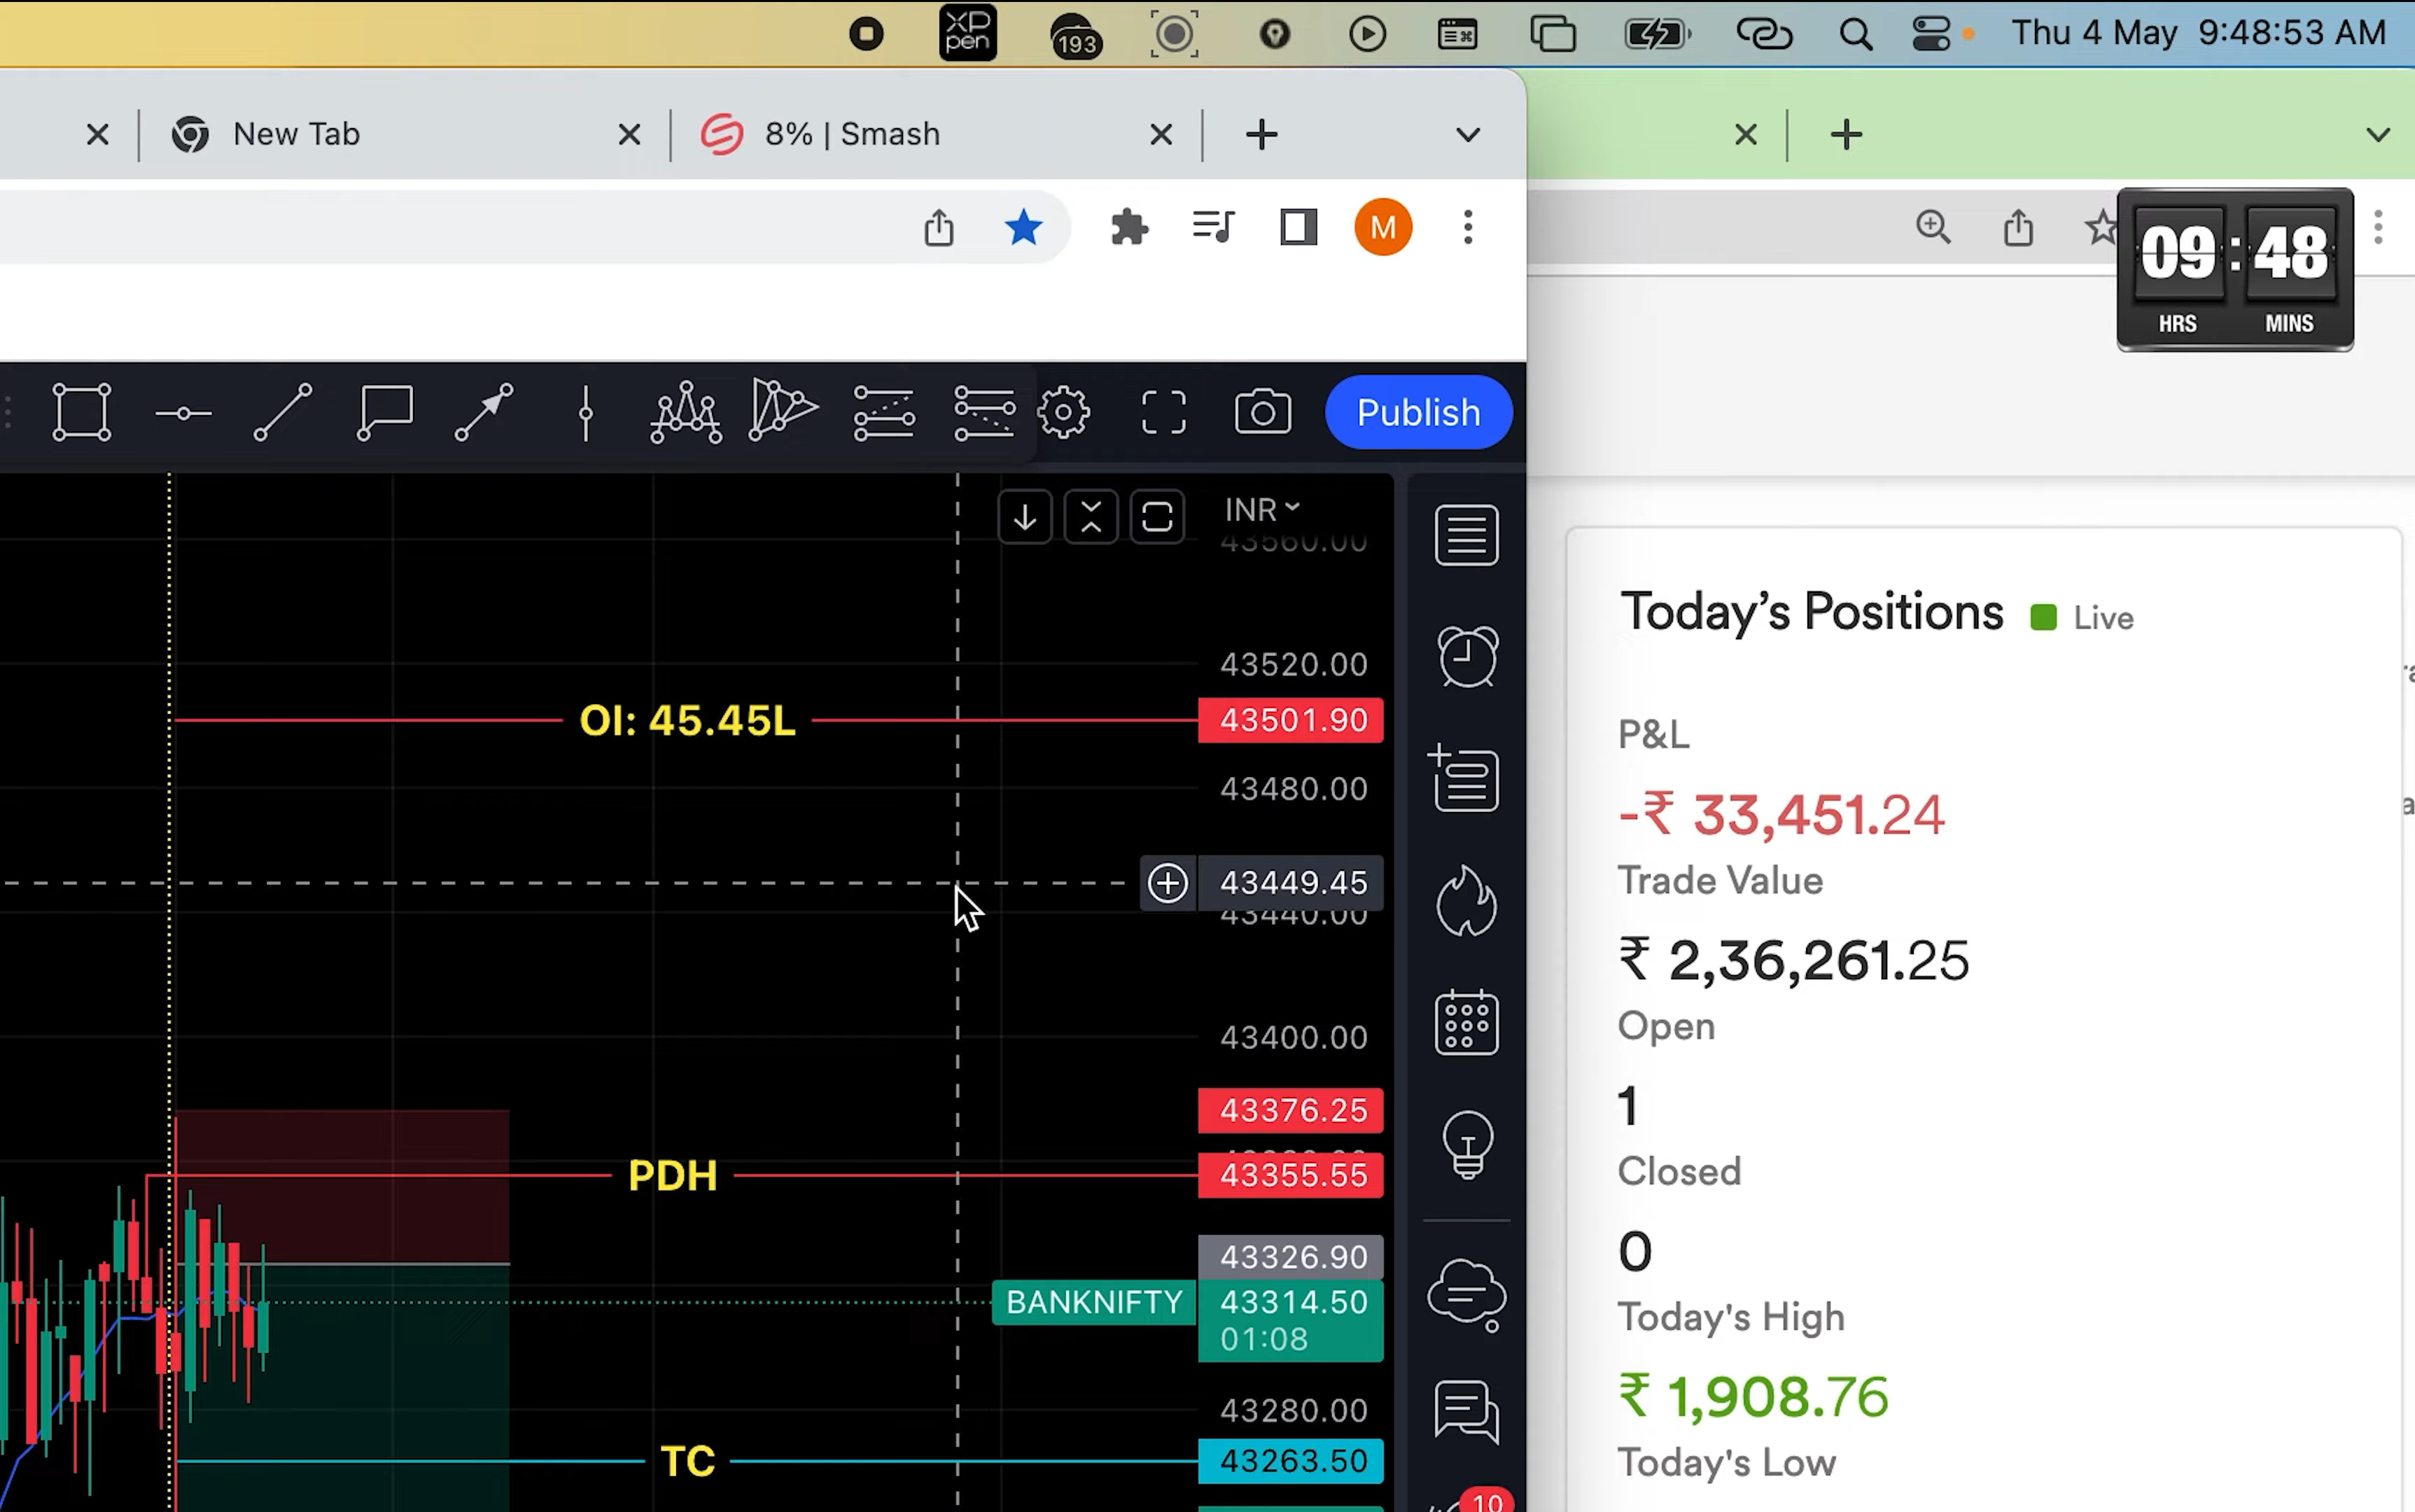 XP
pen
193
Thu 4 May 9:48:53 AM
New Tab
8% | Smash
M
09:48
HRS MINS
Publish
INR
43560.00
43520.00
OI: 45.45L
43501.90
43480.00
43449.45
43440.00
43400.00
43376.25
PDH
43355.55
43326.90
BANKNIFTY
43314.50
01:08
43280.00
TC
43263.50
10
Today's Positions
Live
P&L
-₹ 33,451.24
Trade Value
₹ 2,36,261.25
Open
1
Closed
0
Today's High
₹ 1,908.76
Today's Low